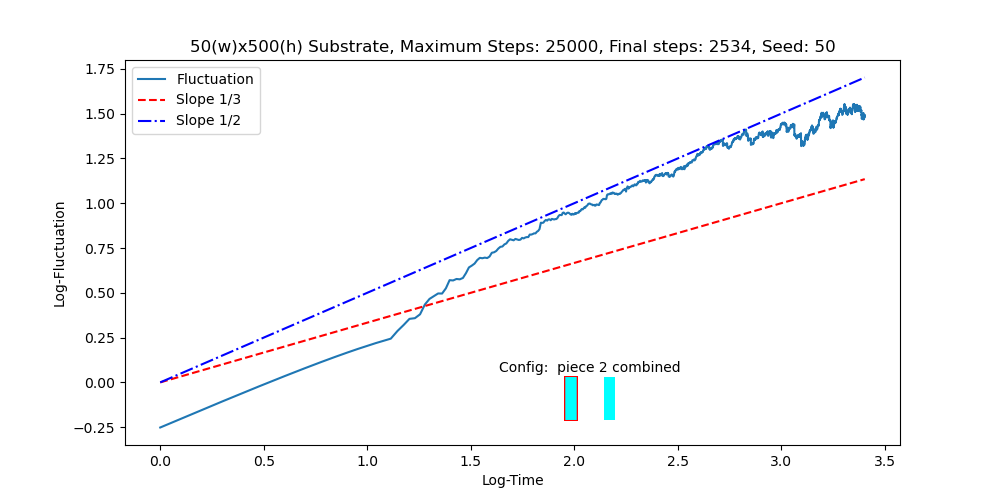 50(w)x500(h) Substrate, Maximum Steps: 25000, Final steps: 2534, Seed: 50
1.75
1.50
1.25
1.00
0.75
0.50
0.25
0.00
−0.25
Log-Fluctuation
Fluctuation
Slope 1/3
Slope 1/2
Config:  piece 2 combined
0.0 0.5 1.0 1.5 2.0 2.5 3.0 3.5
Log-Time